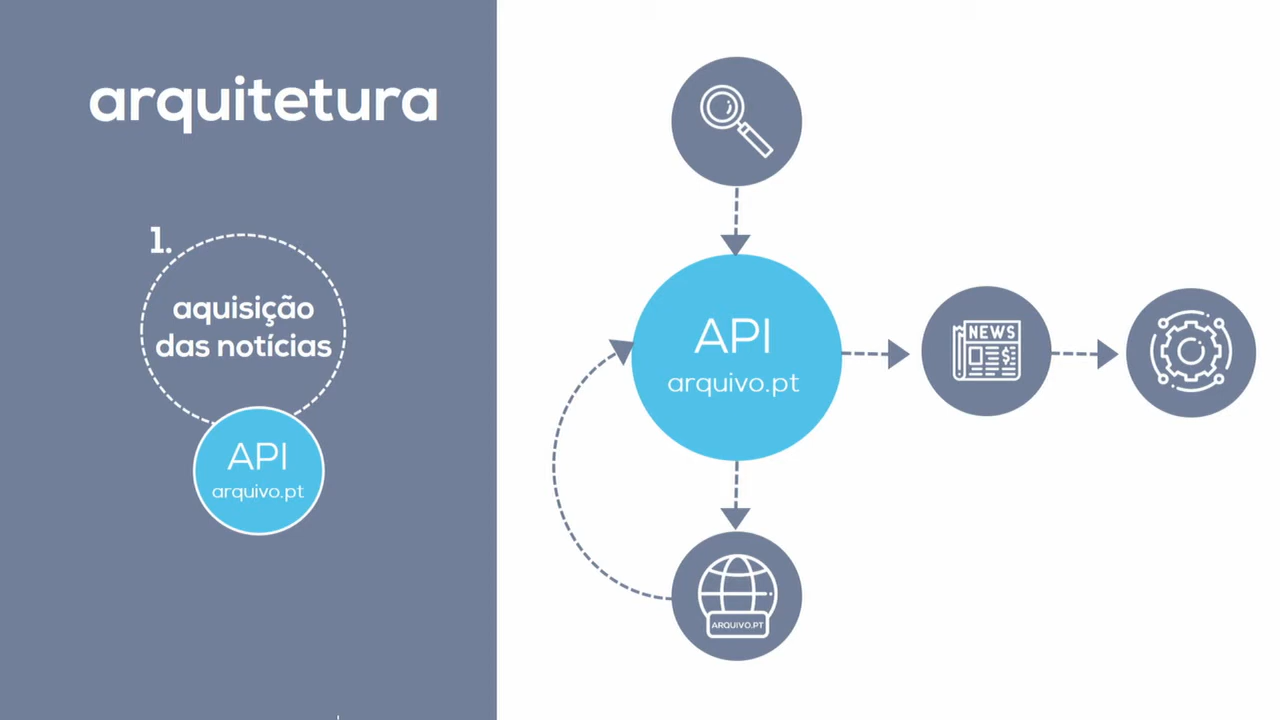 arquitetura
1.
aquisição
das notícias
API
arquivo.pt
API
arquivo.pt
NEWS
$
ARQUIVO.PT